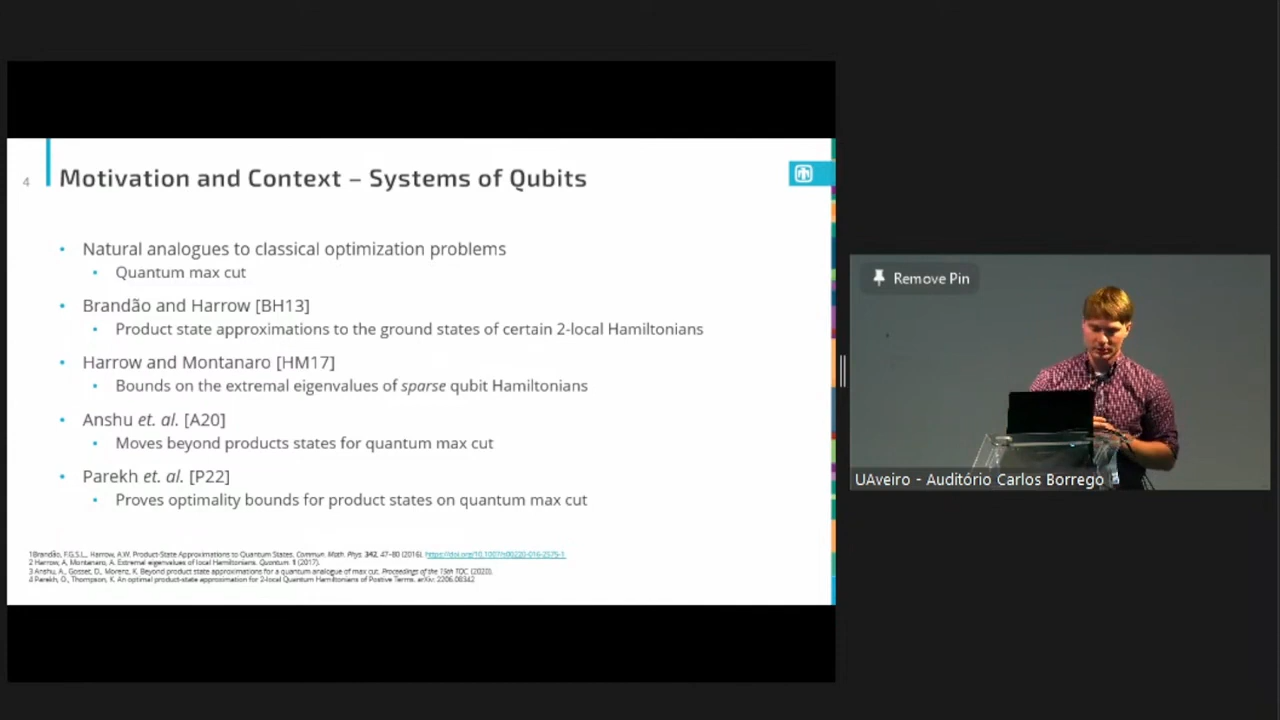 4
Motivation and Context – Systems of Qubits
• Natural analogues to classical optimization problems
• Quantum max cut
• Brandão and Harrow [BH13]
• Product state approximations to the ground states of certain 2-local Hamiltonians
• Harrow and Montanaro [HM17]
• Bounds on the extremal eigenvalues of sparse qubit Hamiltonians
• Anshu et. al. [A20]
• Moves beyond products states for quantum max cut
• Parekh et. al. [P22]
• Proves optimality bounds for product states on quantum max cut
1Brandão, F.G.S.L., Harrow, A.W. Product-State Approximations to Quantum States. Commun. Math. Phys. 342, 47–80 (2016). https://doi.org/10.1007/s00220-016-2575-1
2 Harrow, A, Montanaro, A. Extremal eigenvalues of local Hamiltonians. Quantum. 1 (2017).
3 Anshu, A., Gosset, D., Morenz, K. Beyond product state approximations for a quantum analogue of max cut. Proceedings of the 15th TQC. (2020).
4 Parekh, O., Thompson, K. An optimal product-state approximation for 2-local Quantum Hamiltonians of Postive Terms. arXiv: 2206.08342
Remove Pin
UAveiro - Auditório Carlos Borrego